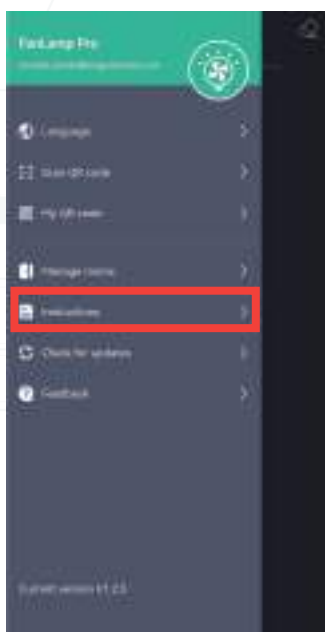 FanLamp Pro
Language
Scan QR code
My QR code
Manage rooms
Instructions
Check for updates
Feedback
Current version V1.2.0